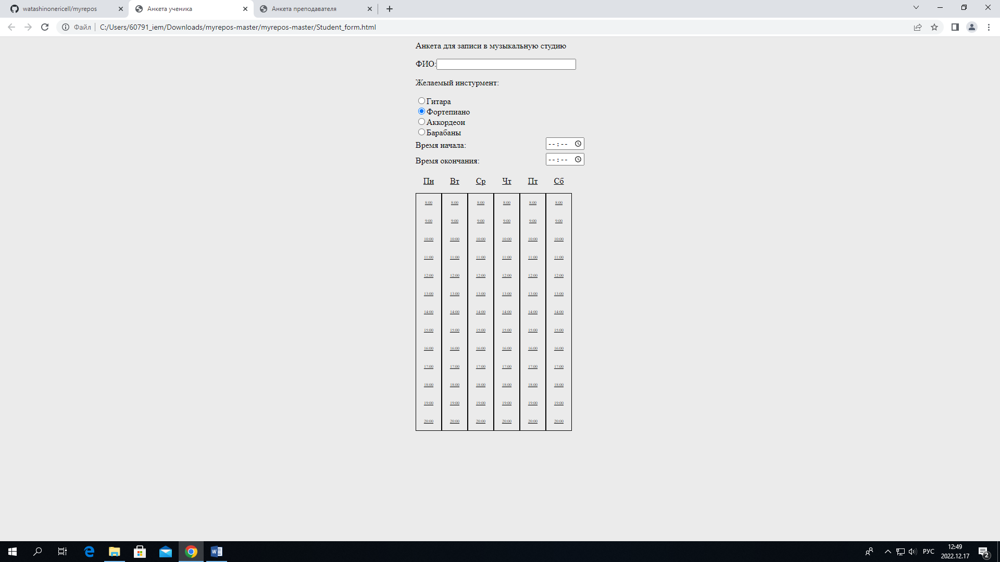 watashinonericell/myrepos
Анкета ученика
Анкета преподавателя
Файл
C:/Users/60791_iem/Downloads/myrepos-master/myrepos-master/Student_form.html
Анкета для записи в музыкальную студию
ФИО:
Желаемый инстурмент:
Гитара
Фортепиано
Аккордеон
Барабаны
Время начала: --:--
Время окончания: --:--
Пн Вт Ср Чт Пт Сб
8:00 8:00 8:00 8:00 8:00 8:00
9:00 9:00 9:00 9:00 9:00 9:00
10:00 10:00 10:00 10:00 10:00 10:00
11:00 11:00 11:00 11:00 11:00 11:00
12:00 12:00 12:00 12:00 12:00 12:00
13:00 13:00 13:00 13:00 13:00 13:00
14:00 14:00 14:00 14:00 14:00 14:00
15:00 15:00 15:00 15:00 15:00 15:00
16:00 16:00 16:00 16:00 16:00 16:00
17:00 17:00 17:00 17:00 17:00 17:00
18:00 18:00 18:00 18:00 18:00 18:00
19:00 19:00 19:00 19:00 19:00 19:00
20:00 20:00 20:00 20:00 20:00 20:00
РУС
12:49
2022.12.17
2